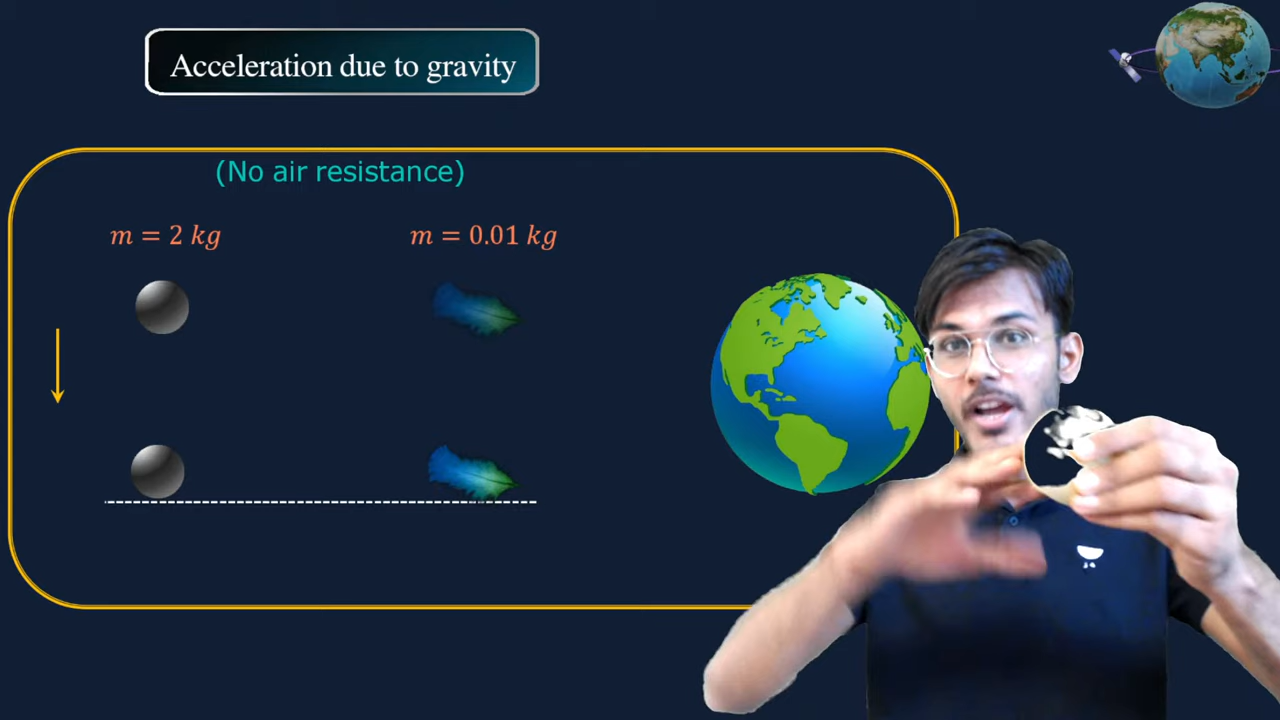 Acceleration due to gravity
(No air resistance)
m = 2 kg
m = 0.01 kg